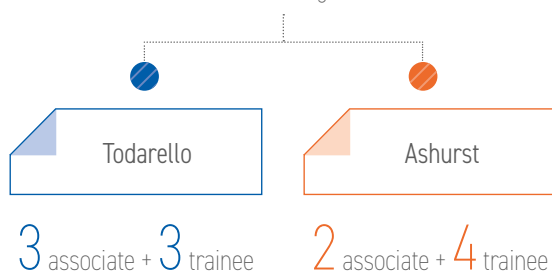 Todarello
Ashurst
3 associate + 3 trainee
2 associate + 4 trainee